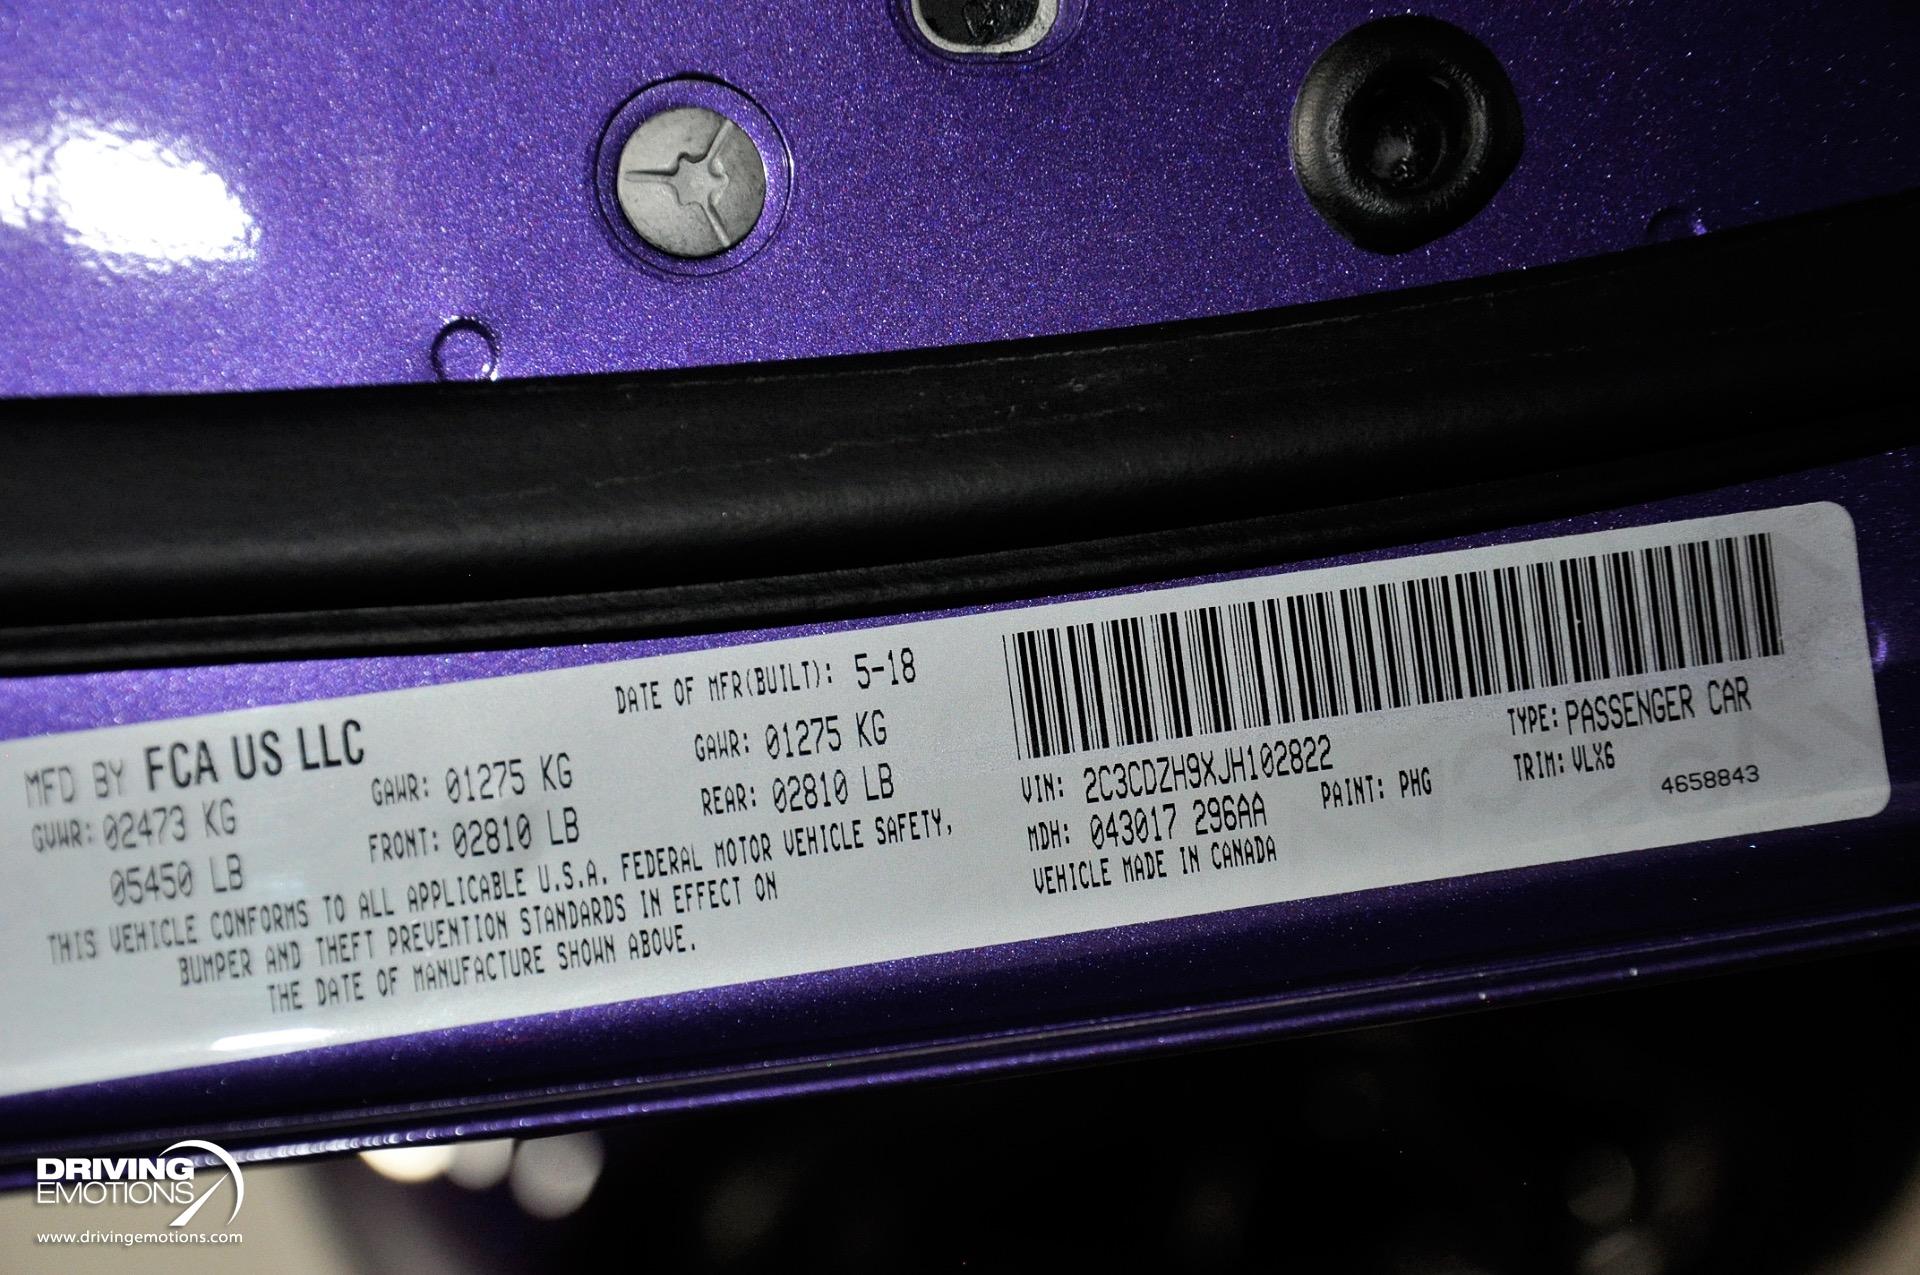 DATE OF MFR(BUILT): 5-18
MFD BY FCA US LLC
GVWR: 02473 KG
05450 LB
GAWR: 01275 KG
FRONT: 02810 LB
GAWR: 01275 KG
REAR: 02810 LB
THIS VEHICLE CONFORMS TO ALL APPLICABLE U.S.A. FEDERAL MOTOR VEHICLE SAFETY,
BUMPER AND THEFT PREVENTION STANDARDS IN EFFECT ON
THE DATE OF MANUFACTURE SHOWN ABOVE.
VIN: 2C3CDZH9XJH102822
TYPE: PASSENGER CAR
MDH: 043017 296AA
PAINT: PHG
TRIM: VLX6
4658843
VEHICLE MADE IN CANADA
DRIVING
EMOTIONS
www.drivingemotions.com